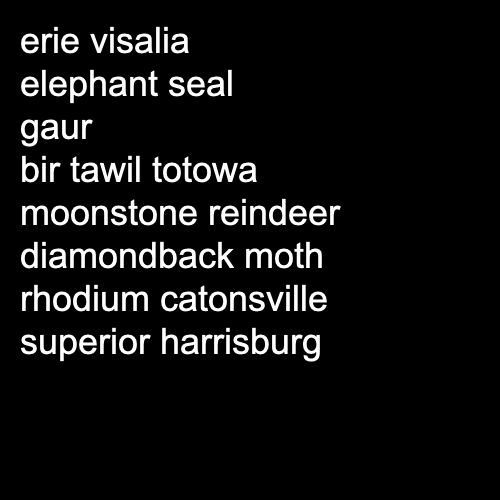 erie visalia
elephant seal
gaur
bir tawil totowa
moonstone reindeer
diamondback moth
rhodium catonsville
superior harrisburg